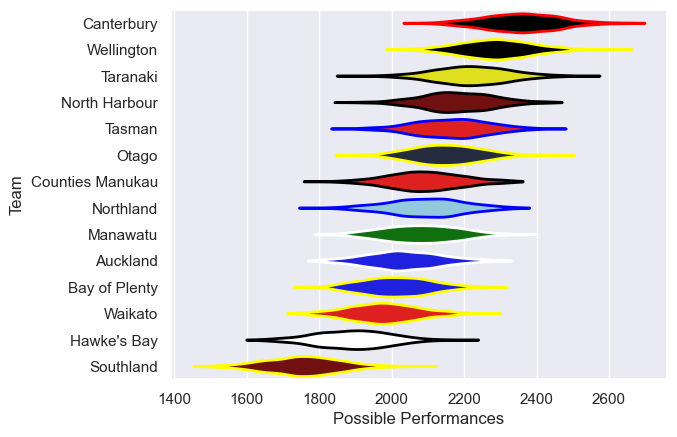 Canterbury
Wellington
Taranaki
North Harbour
Tasman
Otago
Counties Manukau
Northland
Manawatu
Auckland
Bay of Plenty
Waikato
Hawke's Bay
Southland
Team
1400 1600 1800 2000 2200 2400 2600
Possible Performances